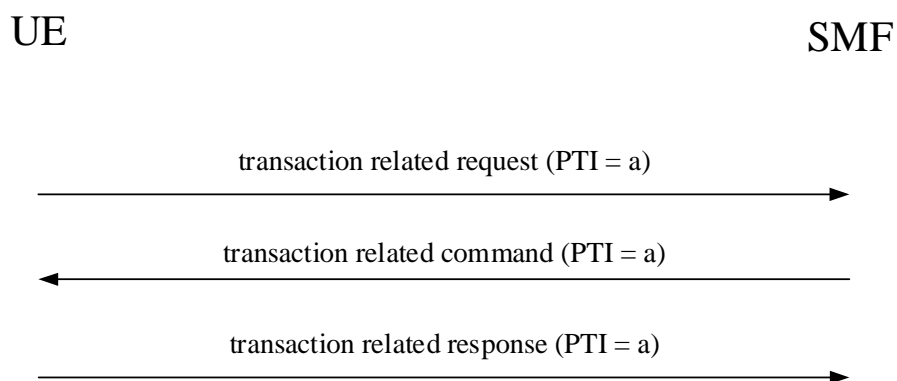 UE
SMF
transaction related request (PTI = a)
transaction related command (PTI = a)
transaction related response (PTI = a)